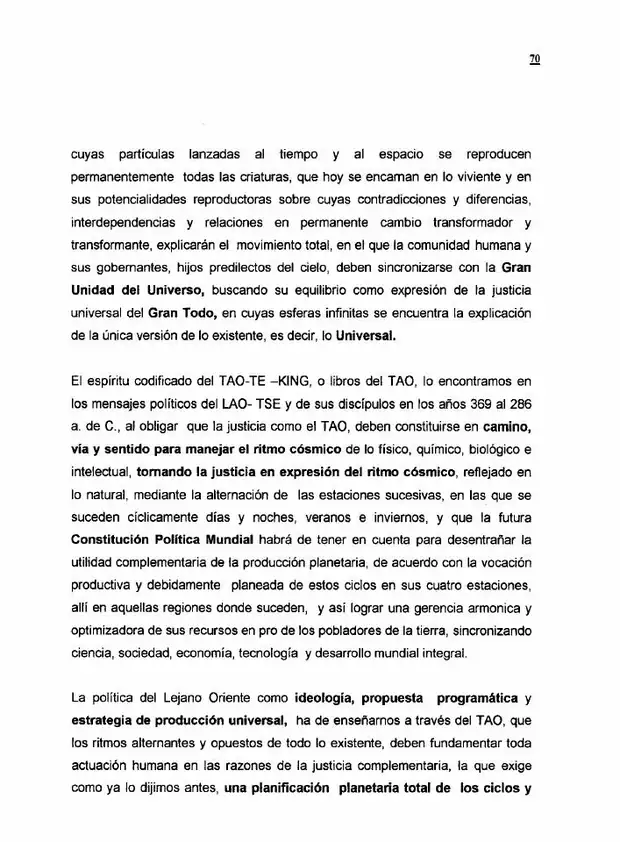 70
cuyas partículas lanzadas al tiempo y al espacio se reproducen
permanentemente todas las criaturas, que hoy se encarnan en lo viviente y en
sus potencialidades reproductoras sobre cuyas contradicciones y diferencias,
interdependencias y relaciones en permanente cambio transformador y
transformante, explicarán el movimiento total, en el que la comunidad humana y
sus gobernantes, hijos predilectos del cielo, deben sincronizarse con la Gran
Unidad del Universo, buscando su equilibrio como expresión de la justicia
universal del Gran Todo, en cuyas esferas infinitas se encuentra la explicación
de la única versión de lo existente, es decir, lo Universal.
El espíritu codificado del TAO-TE –KING, o libros del TAO, lo encontramos en
los mensajes políticos del LAO- TSE y de sus discípulos en los años 369 al 286
a. de C., al obligar que la justicia como el TAO, deben constituirse en camino,
vía y sentido para manejar el ritmo cósmico de lo físico, químico, biológico e
intelectual, tornando la justicia en expresión del ritmo cósmico, reflejado en
lo natural, mediante la alternación de las estaciones sucesivas, en las que se
suceden cíclicamente días y noches, veranos e inviernos, y que la futura
Constitución Política Mundial habrá de tener en cuenta para desentrañar la
utilidad complementaria de la producción planetaria, de acuerdo con la vocación
productiva y debidamente planeada de estos ciclos en sus cuatro estaciones,
allí en aquellas regiones donde suceden, y así lograr una gerencia armonica y
optimizadora de sus recursos en pro de los pobladores de la tierra, sincronizando
ciencia, sociedad, economía, tecnología y desarrollo mundial integral.
La política del Lejano Oriente como ideología, propuesta programática y
estrategia de producción universal, ha de enseñarnos a través del TAO, que
los ritmos alternantes y opuestos de todo lo existente, deben fundamentar toda
actuación humana en las razones de la justicia complementaria, la que exige
como ya lo dijimos antes, una planificación planetaria total de los ciclos y